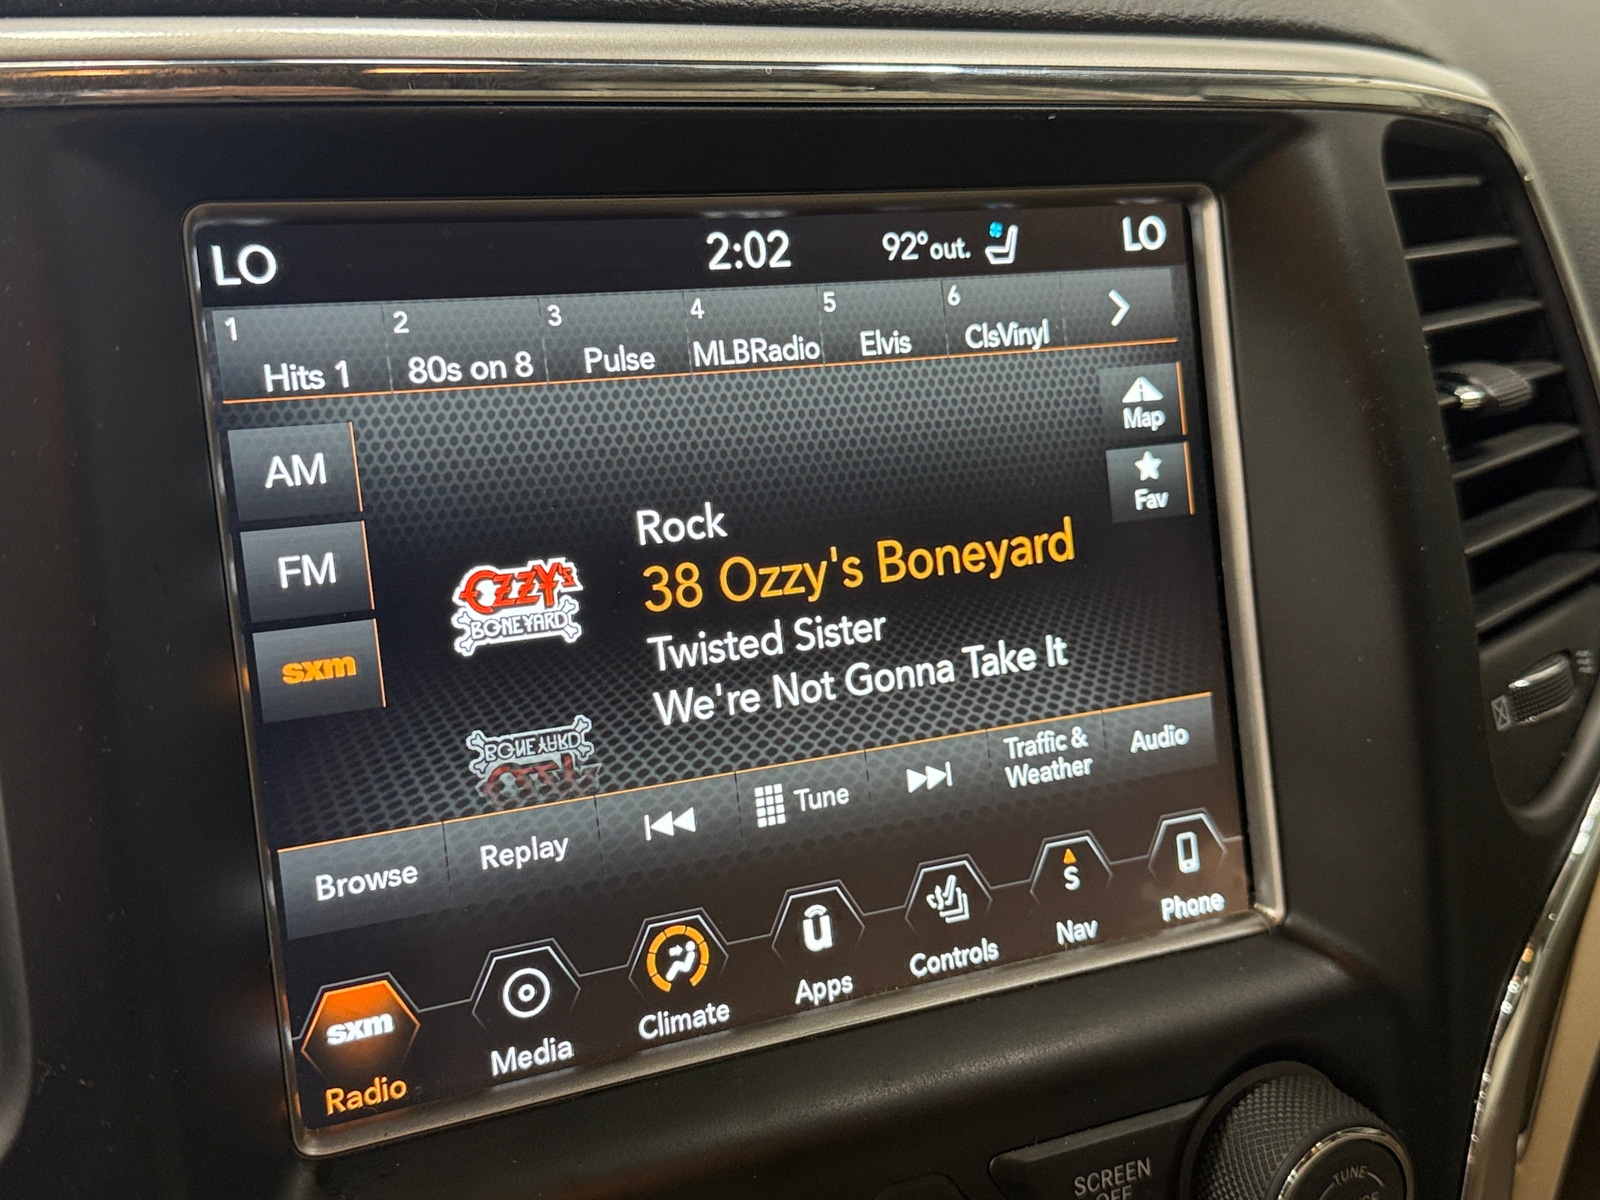 LO 2:02 92° out. LO
1 2 3 4 5 6
Hits 1 80s on 8 Pulse MLBRadio Elvis ClsVinyl
Map
Fav
AM
FM
sxm
OZZY's
BONEYARD
Rock
38 Ozzy's Boneyard
Twisted Sister
We're Not Gonna Take It
Browse Replay Tune Traffic &
Weather Audio
S
sxm
Radio Media Climate Apps Controls Nav Phone
SCREEN
OFF
TUNE